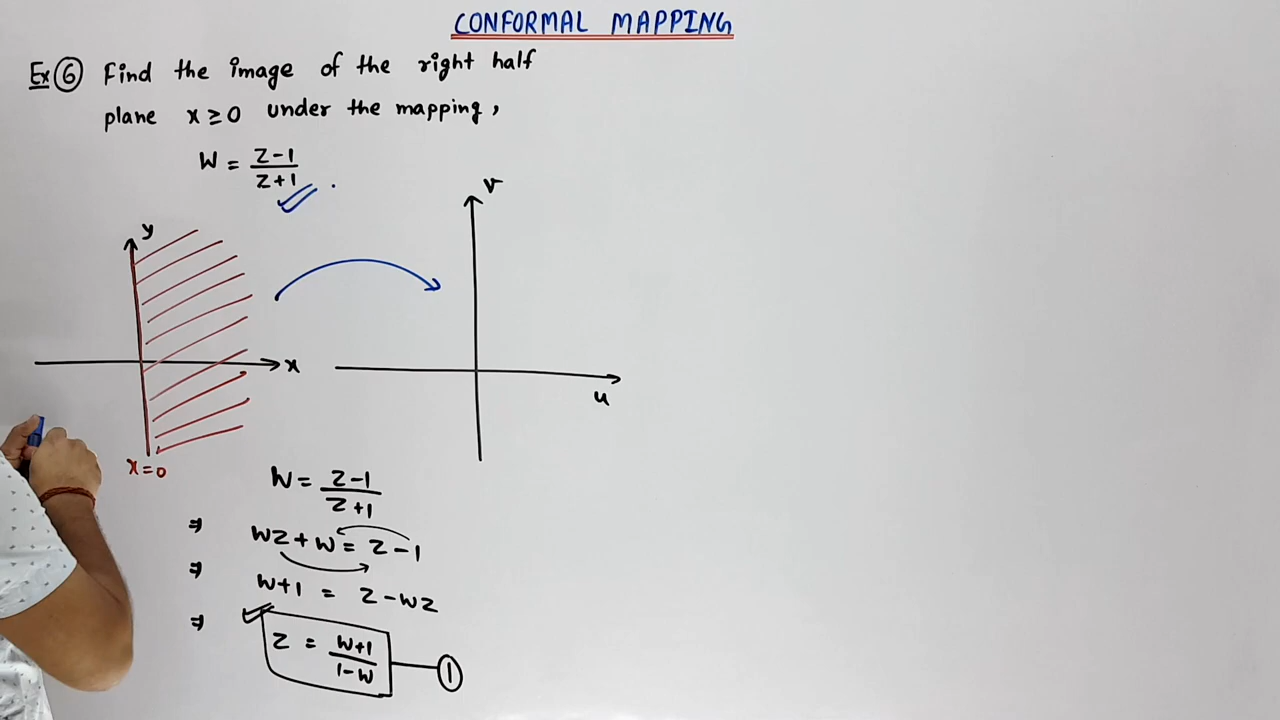 CONFORMAL MAPPING
Ex 6 Find the image of the right half
plane x ≥ 0 under the mapping,
W = Z-1 / Z+1
y
x
x=0
v
u
W = Z-1 / Z+1
⇒ WZ+W = Z-1
⇒ W+1 = Z-WZ
⇒ Z = W+1 / 1-W — 1